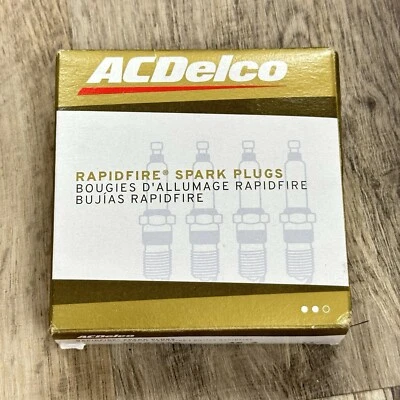 ACDelco
RAPIDFIRE® SPARK PLUGS
BOUGIES D'ALLUMAGE RAPIDFIRE
BUJÍAS RAPIDFIRE
ACDelco